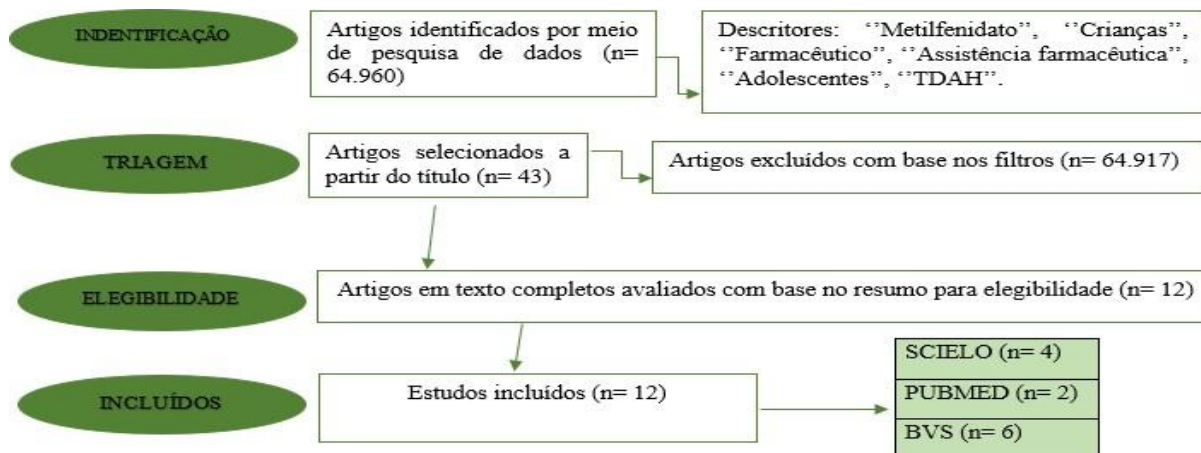 INDENTIFICAÇÃO
Artigos identificados por meio
de pesquisa de dados (n=
64.960)
Descritores: ‘’Metilfenidato’’, ‘’Crianças’’,
‘’Farmacêutico’’, ‘’Assistência farmacêutica’’,
‘’Adolescentes’’, ‘’TDAH’’.
TRIAGEM
Artigos selecionados a
partir do título (n= 43)
Artigos excluídos com base nos filtros (n= 64.917)
ELEGIBILIDADE
Artigos em texto completos avaliados com base no resumo para elegibilidade (n= 12)
INCLUÍDOS
Estudos incluídos (n= 12)
SCIELO (n= 4)
PUBMED (n= 2)
BVS (n= 6)